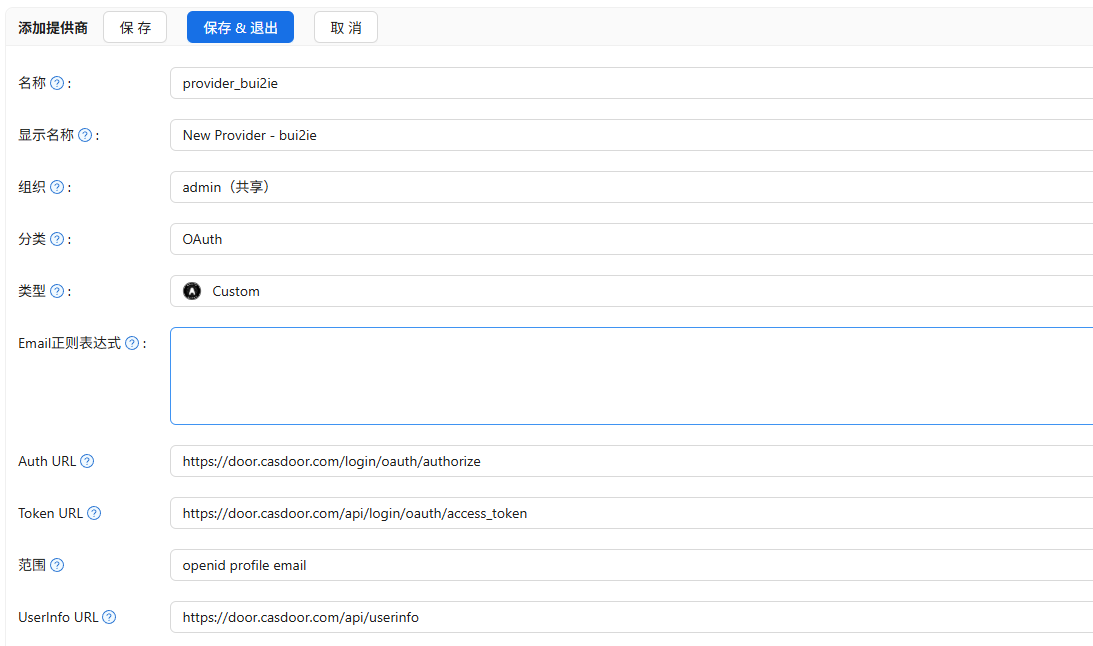 添加提供商 保 存 保存 & 退出 取 消
名称 ? : provider_bui2ie
显示名称 ? : New Provider - bui2ie
组织 ? : admin（共享）
分类 ? : OAuth
类型 ? : Custom
Email正则表达式 ? :
Auth URL ? https://door.casdoor.com/login/oauth/authorize
Token URL ? https://door.casdoor.com/api/login/oauth/access_token
范围 ? openid profile email
UserInfo URL ? https://door.casdoor.com/api/userinfo